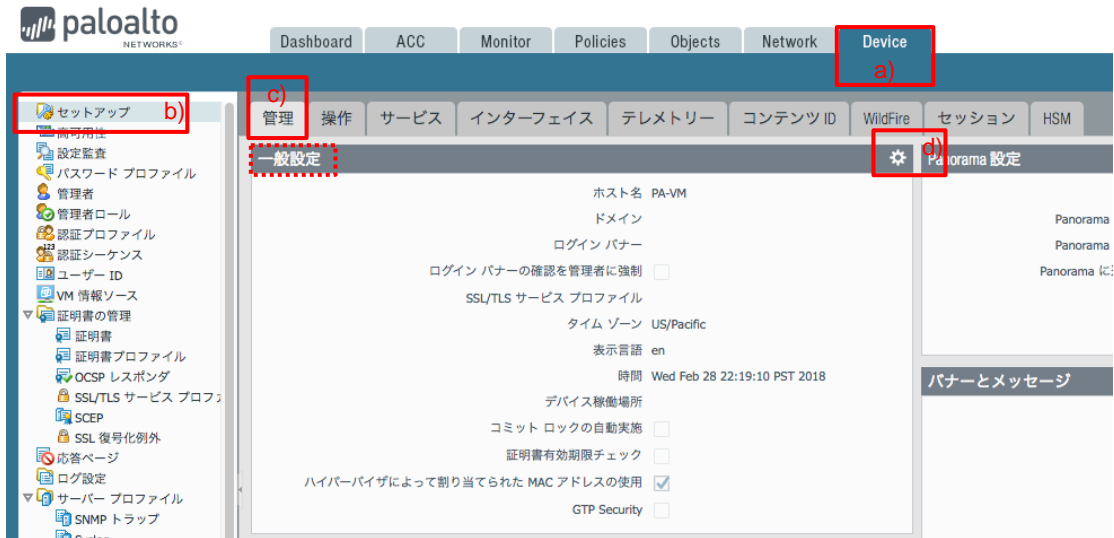 paloalto
NETWORKS®
Dashboard ACC Monitor Policies Objects Network Device
a)
b)
c)
d)
セットアップ
高可用性
設定監査
パスワード プロファイル
管理者
管理者ロール
認証プロファイル
認証シーケンス
ユーザー ID
VM 情報ソース
証明書の管理
証明書
証明書プロファイル
OCSP レスポンダ
SSL/TLS サービス プロファ
SCEP
SSL 復号化例外
応答ページ
ログ設定
サーバー プロファイル
SNMP トラップ
管理 操作 サービス インターフェイス テレメトリー コンテンツ ID WildFire セッション HSM
一般設定
ホスト名 PA-VM
ドメイン
ログイン バナー
ログイン バナーの確認を管理者に強制
SSL/TLS サービス プロファイル
タイム ゾーン US/Pacific
表示言語 en
時間 Wed Feb 28 22:19:10 PST 2018
デバイス稼働場所
コミット ロックの自動実施
証明書有効期限チェック
ハイパーバイザによって割り当てられた MAC アドレスの使用
GTP Security
Panorama 設定
Panorama
Panorama
Panorama に
バナーとメッセージ